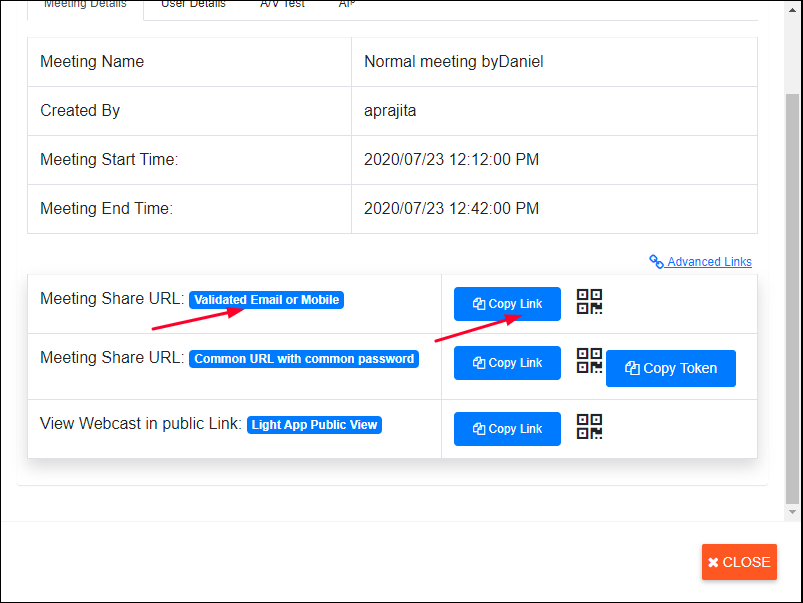 Meeting Details User Details A/V Test AP
Meeting Name Normal meeting byDaniel
Created By aprajita
Meeting Start Time: 2020/07/23 12:12:00 PM
Meeting End Time: 2020/07/23 12:42:00 PM
Advanced Links
Meeting Share URL: Validated Email or Mobile Copy Link
Meeting Share URL: Common URL with common password Copy Link Copy Token
View Webcast in public Link: Light App Public View Copy Link
CLOSE